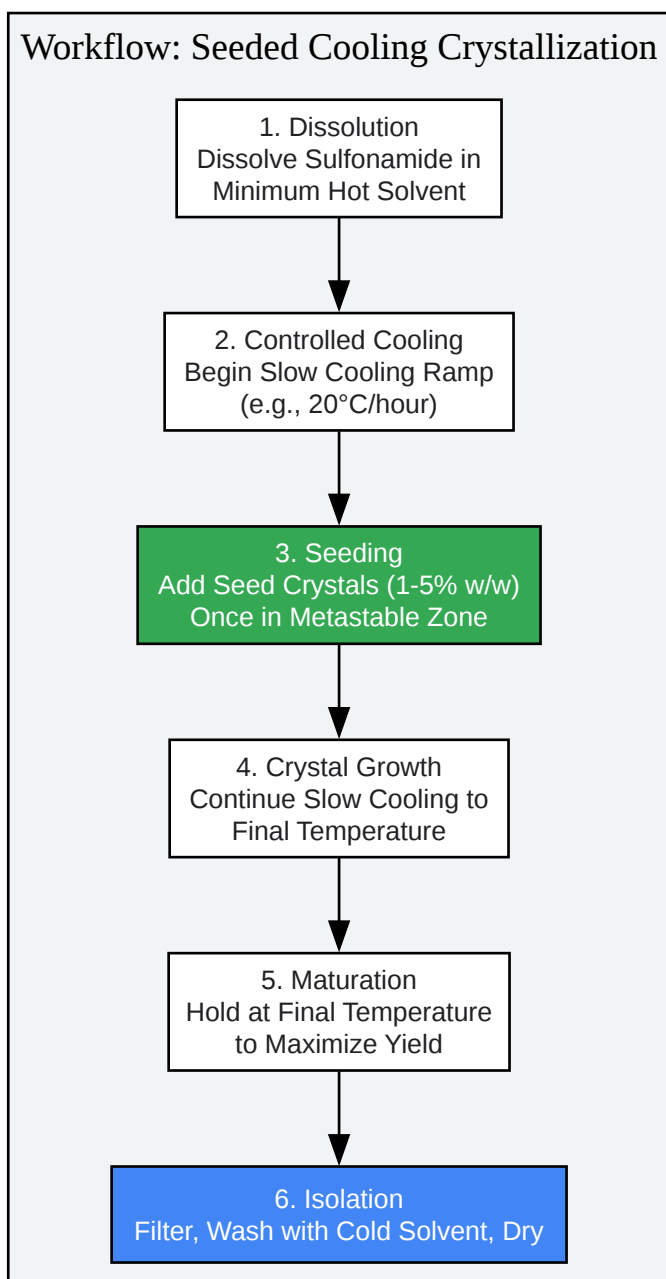 Workflow: Seeded Cooling Crystallization
1. Dissolution
Dissolve Sulfonamide in
Minimum Hot Solvent
2. Controlled Cooling
Begin Slow Cooling Ramp
(e.g., 20°C/hour)
3. Seeding
Add Seed Crystals (1-5% w/w)
Once in Metastable Zone
4. Crystal Growth
Continue Slow Cooling to
Final Temperature
5. Maturation
Hold at Final Temperature
to Maximize Yield
6. Isolation
Filter, Wash with Cold Solvent, Dry